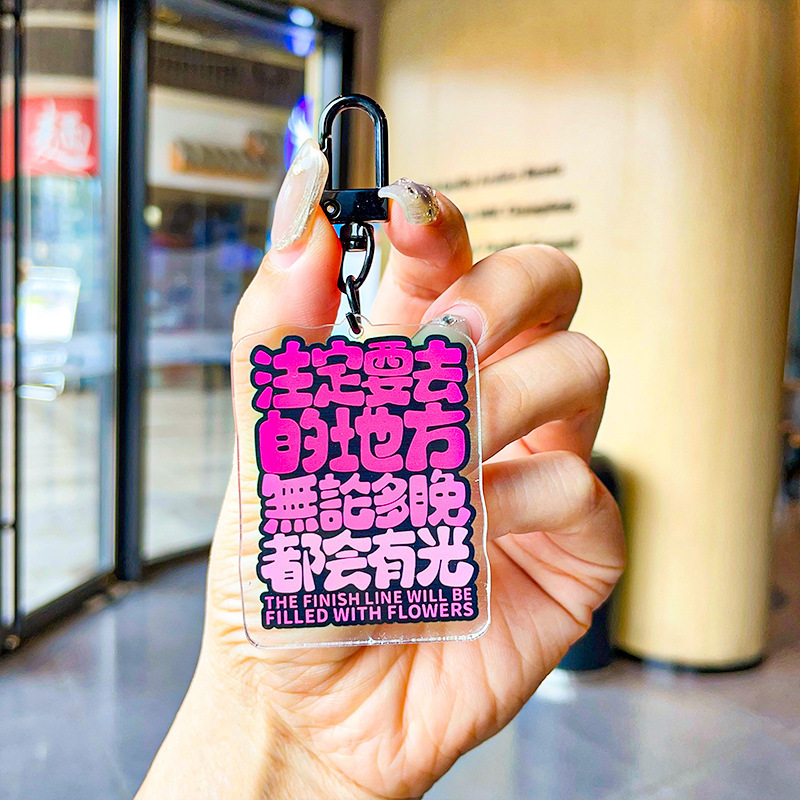 麵
注定要去
的地方
無論多晚
都会有光
THE FINISH LINE WILL BE
FILLED WITH FLOWERS